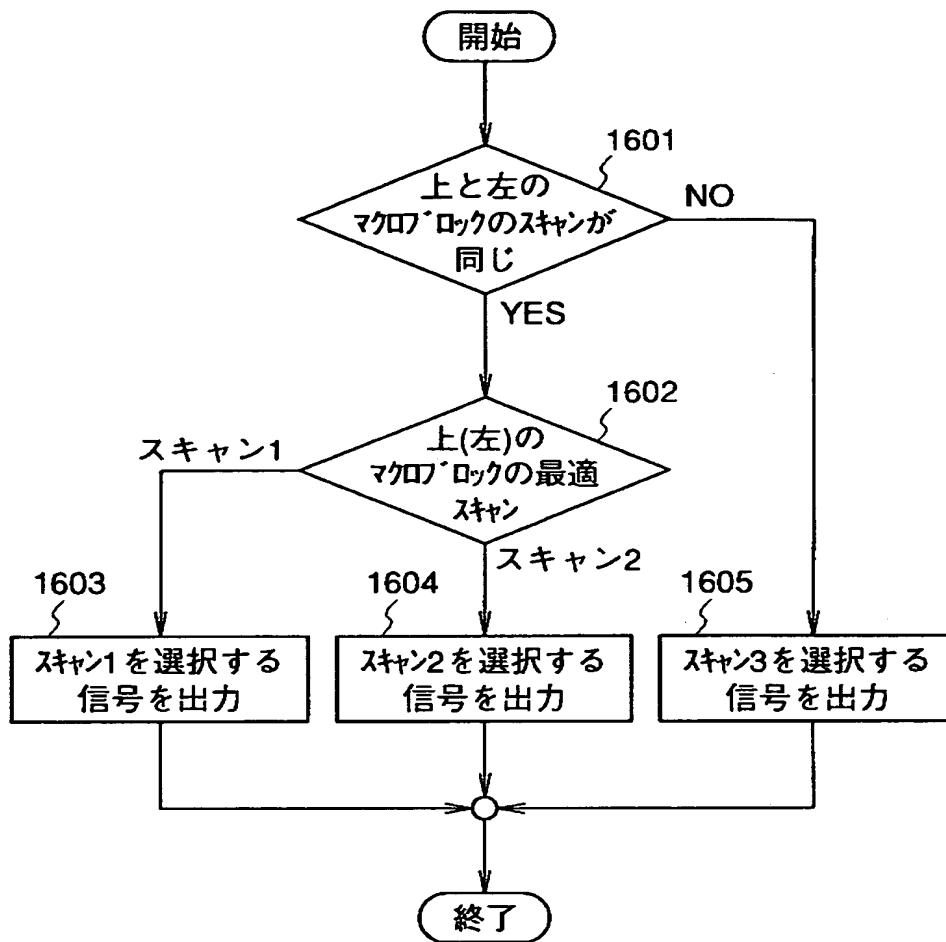 開始
1601
上と左の
ﾏｸﾛﾌﾞﾛｯｸのｽｷｬﾝが
同じ
NO
YES
1602
スキャン1
上(左)の
ﾏｸﾛﾌﾞﾛｯｸの最適
ｽｷｬﾝ
スキャン2
1603
1604
1605
ｽｷｬﾝ1を選択する
信号を出力
ｽｷｬﾝ2を選択する
信号を出力
ｽｷｬﾝ3を選択する
信号を出力
終了